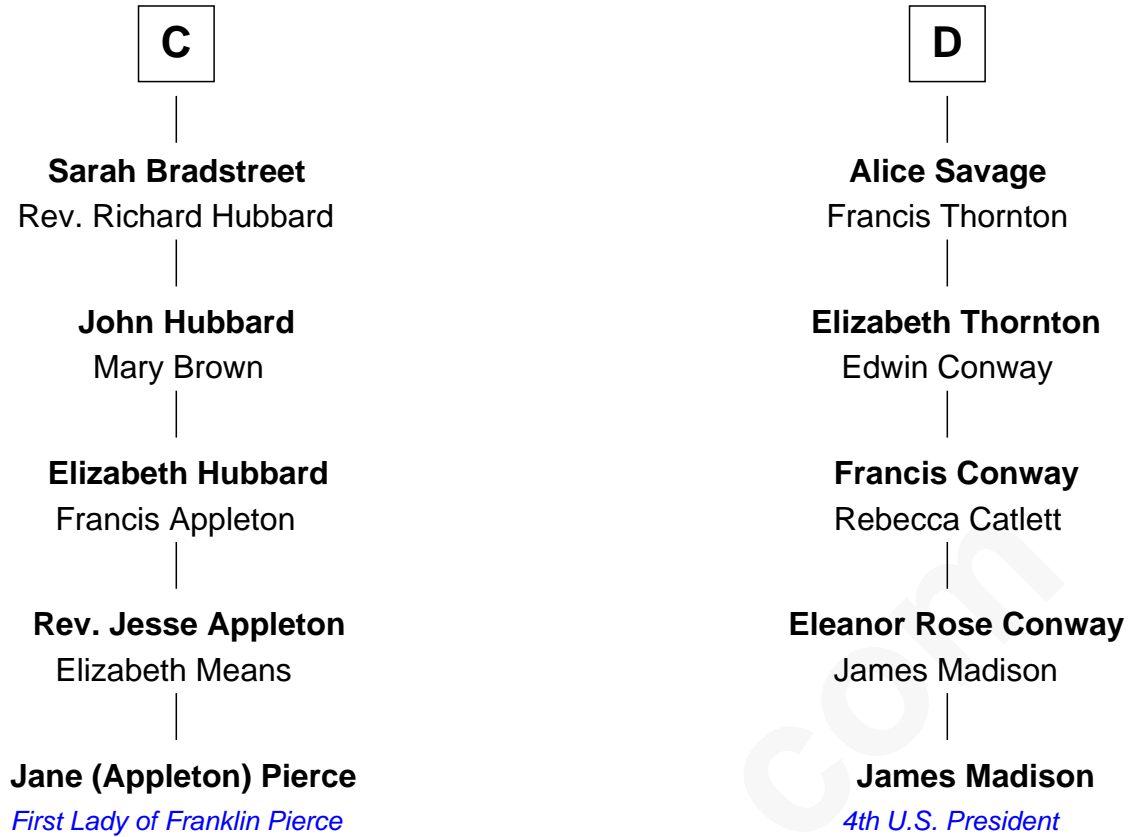 C
Sarah Bradstreet
Rev. Richard Hubbard
John Hubbard
Mary Brown
Elizabeth Hubbard
Francis Appleton
Rev. Jesse Appleton
Elizabeth Means
Jane (Appleton) Pierce
First Lady of Franklin Pierce
D
Alice Savage
Francis Thornton
Elizabeth Thornton
Edwin Conway
Francis Conway
Rebecca Catlett
Eleanor Rose Conway
James Madison
James Madison
4th U.S. President
com